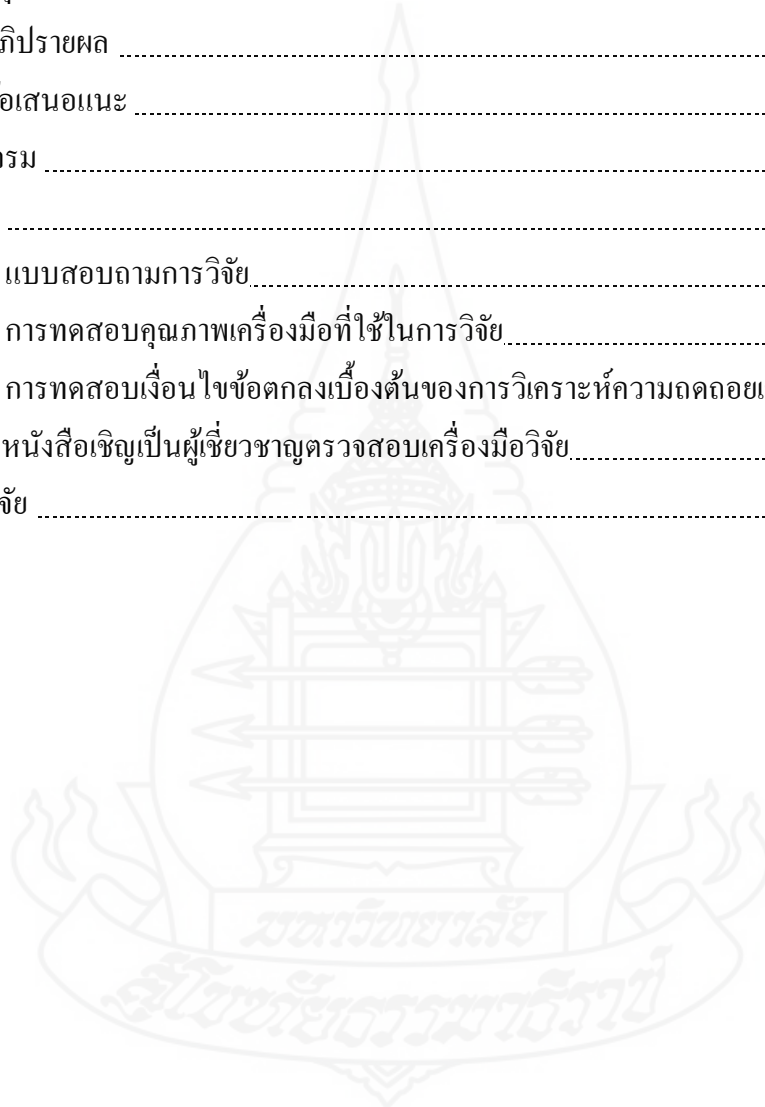 ภิปรายผล
อเสนอแนะ
รม
แบบสอบถามการวิจัย
การทดสอบคุณภาพเครื่องมือที่ใช้ในการวิจัย
การทดสอบเงื่อนไขข้อตกลงเบื้องต้นของการวิเคราะห์ความถดถอยเ
หนังสือเชิญเป็นผู้เชี่ยวชาญตรวจสอบเครื่องมือวิจัย
จัย
มหาวิทยาลัย
สุโขทัยธรรมาธิราช